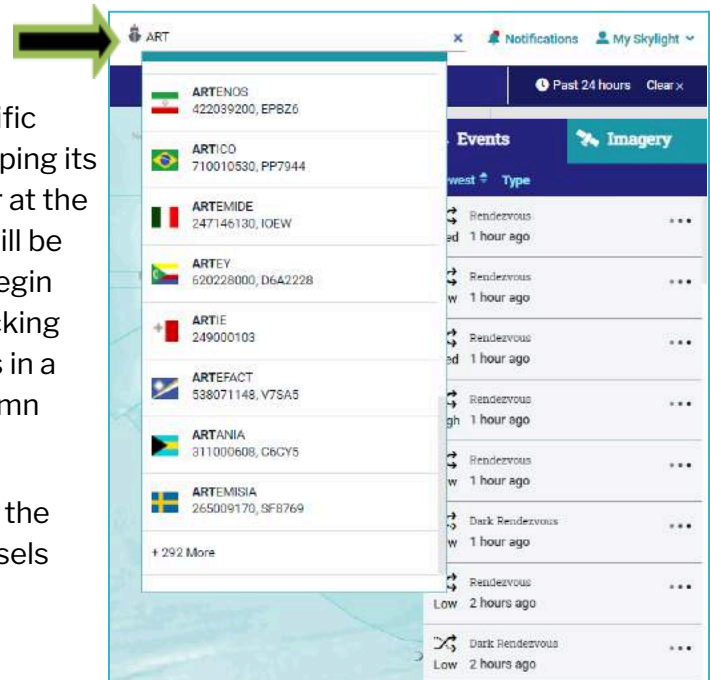 ific
ping its
r at the
ill be
egin
cking
s in a
mn
the
sels
ART × Notifications My Skylight
Past 24 hours Clear ×
ARTENOS
422039200, EPBZ6
ARTICO
710010530, PP7944
ARTEMIDE
247146130, IOEW
ARTEY
620228000, D6A2228
ARTIE
249000103
ARTEFACT
538071148, V7SA5
ARTANIA
311000608, C6CY5
ARTEMISIA
265009170, SF8769
+ 292 More
Events Imagery
west Type
Rendezvous
ed 1 hour ago
Rendezvous
w 1 hour ago
Rendezvous
ed 1 hour ago
Rendezvous
gh 1 hour ago
Rendezvous
w 1 hour ago
Dark Rendezvous
w 1 hour ago
Rendezvous
Low 2 hours ago
Dark Rendezvous
Low 2 hours ago